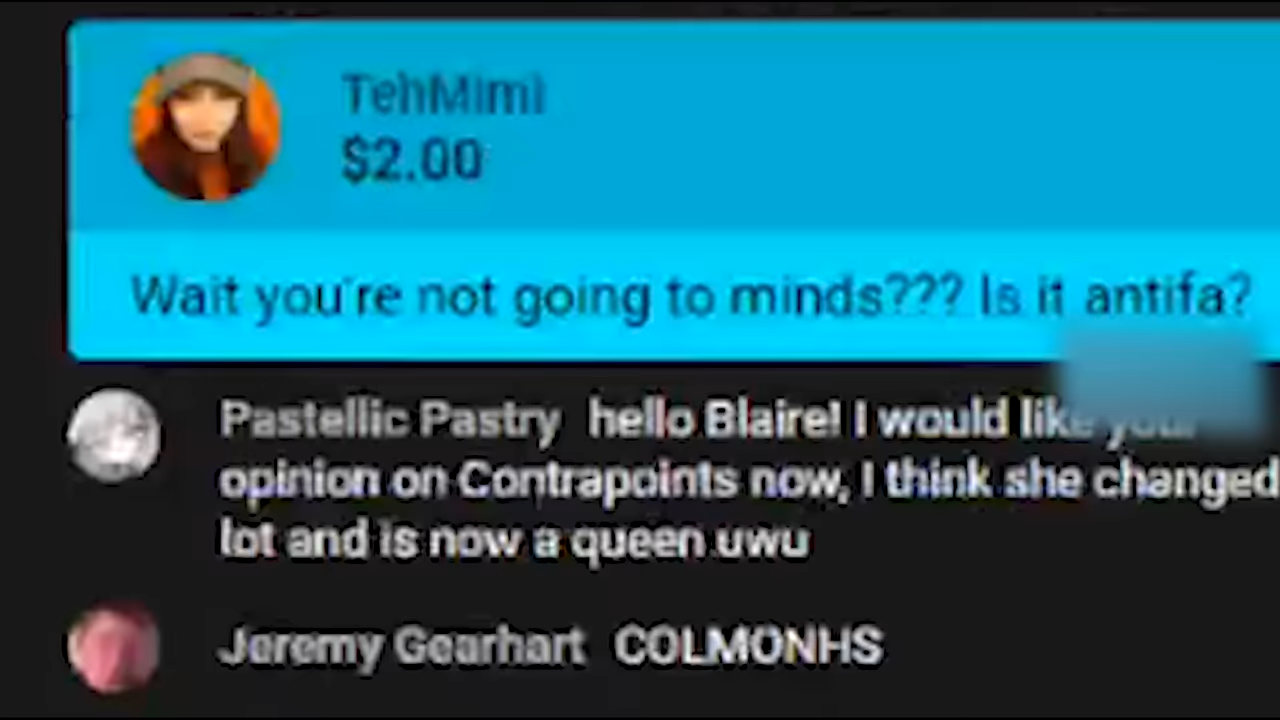 TehMimi
$2.00
Wait you're not going to minds??? Is it antifa?
Pastellic Pastry hello Blaire! I would like your
opinion on Contrapoints now, I think she changed
lot and is now a queen uwu
Jeremy Gearhart COLMONHS